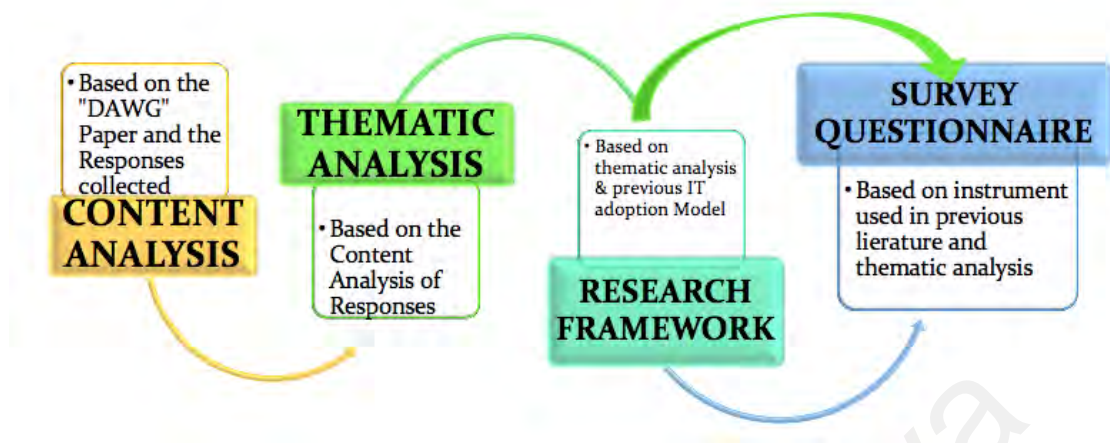 • Based on the
"DAWG"
Paper and the
Responses
collected
CONTENT
ANALYSIS
THEMATIC
ANALYSIS
• Based on the
Content
Analysis of
Responses
• Based on
thematic analysis
& previous IT
adoption Model
RESEARCH
FRAMEWORK
SURVEY
QUESTIONNAIRE
• Based on instrument
used in previous
lierature and
thematic analysis